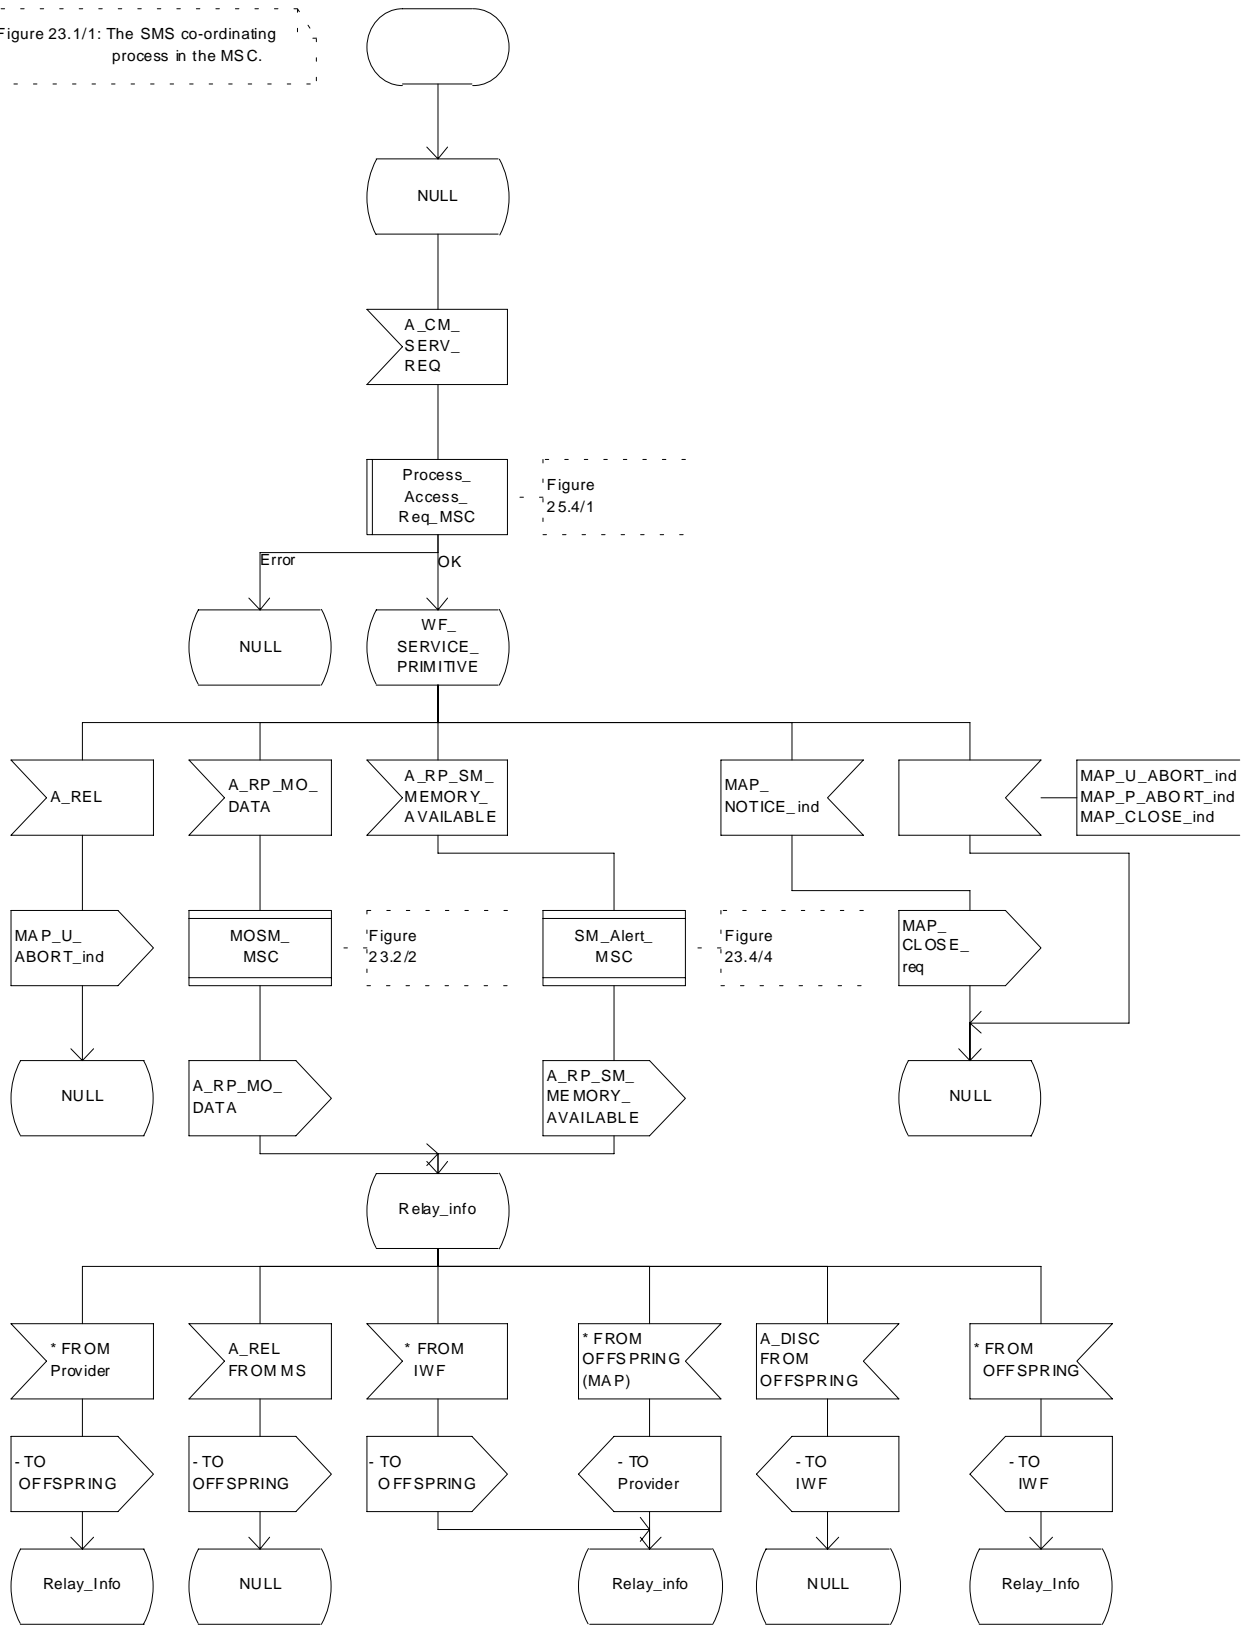 Figure 23.1/1: The SMS co-ordinating
process in the MSC.
NULL
A_CM_
SERV_
REQ
Process_
Access_
Req_MSC
Figure
25.4/1
Error
OK
NULL
WF_
SERVICE_
PRIMITIVE
A_REL
A_RP_MO_
DATA
A_RP_SM_
MEMORY_
AVAILABLE
MAP_
NOTICE_ind
MAP_U_ABORT_ind
MAP_P_ABORT_ind
MAP_CLOSE_ind
MAP_U_
ABORT_ind
MOSM_
MSC
Figure
23.2/2
SM_Alert_
MSC
Figure
23.4/4
MAP_
CLOSE_
req
NULL
A_RP_MO_
DATA
A_RP_SM_
MEMORY_
AVAILABLE
NULL
Relay_info
* FROM
Provider
A_REL
FROM MS
* FROM
IWF
* FROM
OFFSPRING
(MAP)
A_DISC
FROM
OFFSPRING
* FROM
OFFSPRING
- TO
OFFSPRING
- TO
OFFSPRING
- TO
OFFSPRING
- TO
Provider
- TO
IWF
- TO
IWF
Relay_Info
NULL
Relay_info
NULL
Relay_Info